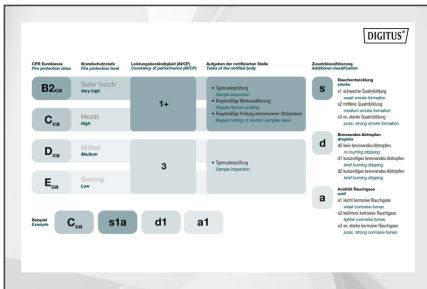 DIGITUS®
CPR Euroklasse
Fire protection class
Brandschutzstufe
Fire protection level
Leistungsbeständigkeit (AVCP)
Constancy of performance (AVCP)
Aufgaben der notifizierten Stelle
Tasks of the notified body
Zusatzklassifizierung
Additional classification
B2ca
Sehr hoch
Very high
Cca
Hoch
High
1+
• Typmusterprüfung
Sample inspection
• Regelmäßige Werksauditierung
Regular factory auditing
• Regelmäßige Prüfung entnommener Stichproben
Regular testing of random samples taken
Dca
Mittel
Medium
Eca
Gering
Low
3
• Typmusterprüfung
Sample inspection
s
Rauchentwicklung
smoke
s1 schwache Qualmbildung
weak smoke formation
s2 mittlere Qualmbildung
medium smoke formation
s3 ev. starke Qualmbildung
poss. strong smoke formation
d
Brennendes Abtropfen
droplets
d0 kein brennendes Abtropfen
no burning dripping
d1 kurzzeitiges brennendes Abtropfen
brief burning dripping
d2 kurzzeitiges brennendes Abtropfen
brief burning dripping
a
Acidität Rauchgase
acid
a1 leicht korrosive Rauchgase
weak corrosive fumes
a2 leichtere korrosive Rauchgase
lighter corrosive fumes
a3 ev. starke korrosive Rauchgase
poss. strong corrosive fumes
Beispiel
Example
Cca
s1a
d1
a1